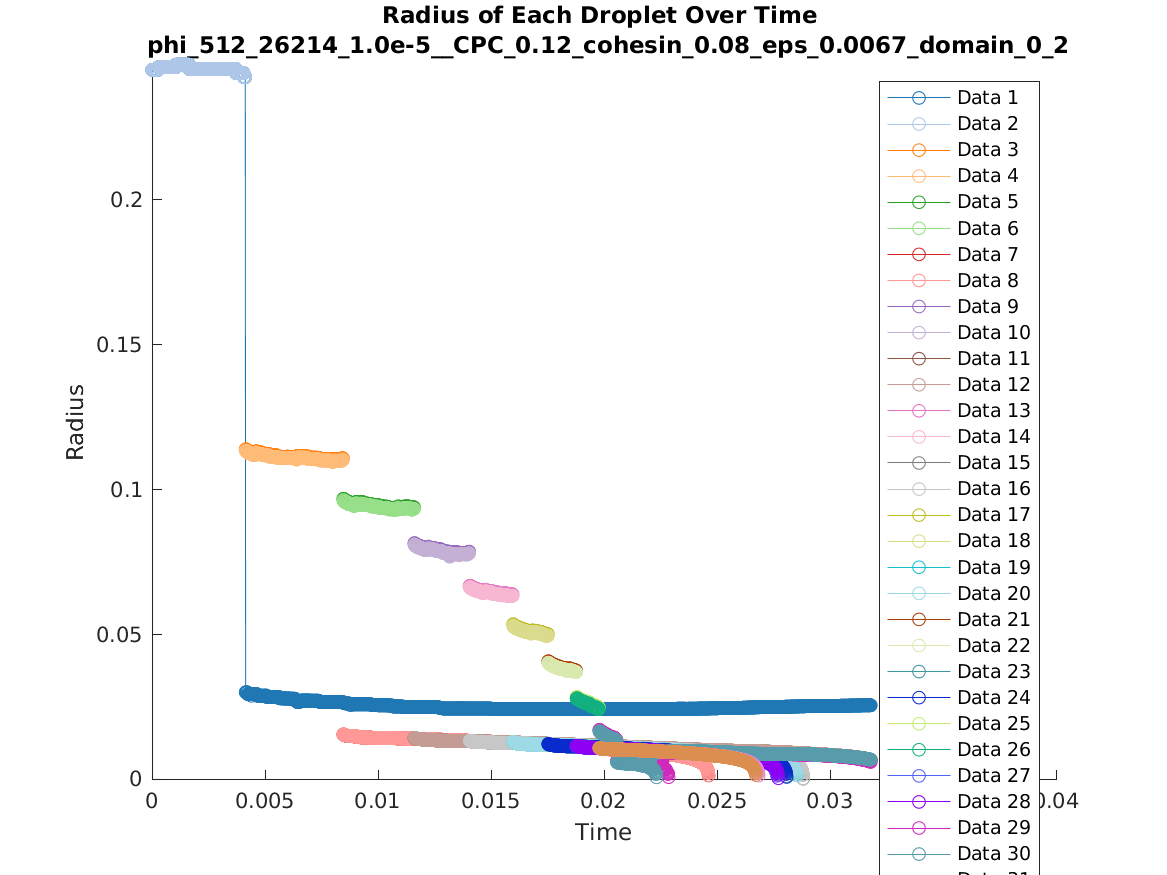 Radius of Each Droplet Over Time
phi_512_26214_1.0e-5__CPC_0.12_cohesin_0.08_eps_0.0067_domain_0_2
Radius
0.2
0.15
0.1
0.05
0
0
0.005
0.01
0.015
0.02
0.025
0.03
0.04
Time
Data 1
Data 2
Data 3
Data 4
Data 5
Data 6
Data 7
Data 8
Data 9
Data 10
Data 11
Data 12
Data 13
Data 14
Data 15
Data 16
Data 17
Data 18
Data 19
Data 20
Data 21
Data 22
Data 23
Data 24
Data 25
Data 26
Data 27
Data 28
Data 29
Data 30